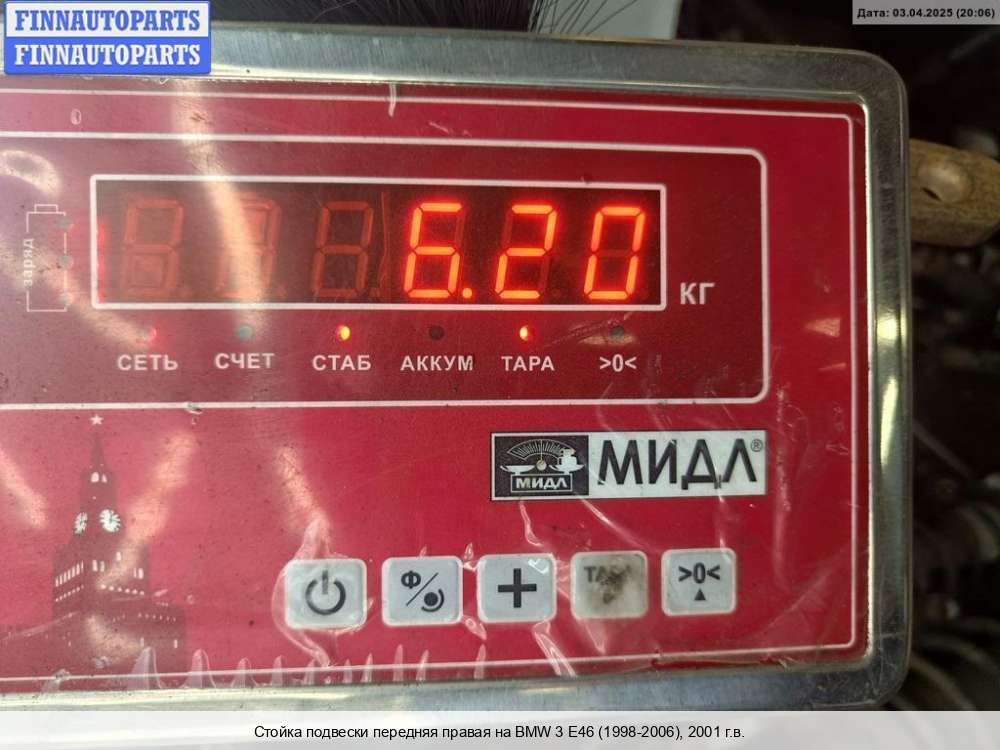 FINNAUTOPARTS
FINNAUTOPARTS
Дата: 03.04.2025 (20:06)
заряд
6.20
КГ
СЕТЬ СЧЕТ СТАБ АККУМ ТАРА >0<
МИДЛ МИДЛ®
Ф/ + ТАРА >0<
Стойка подвески передняя правая на BMW 3 E46 (1998-2006), 2001 г.в.